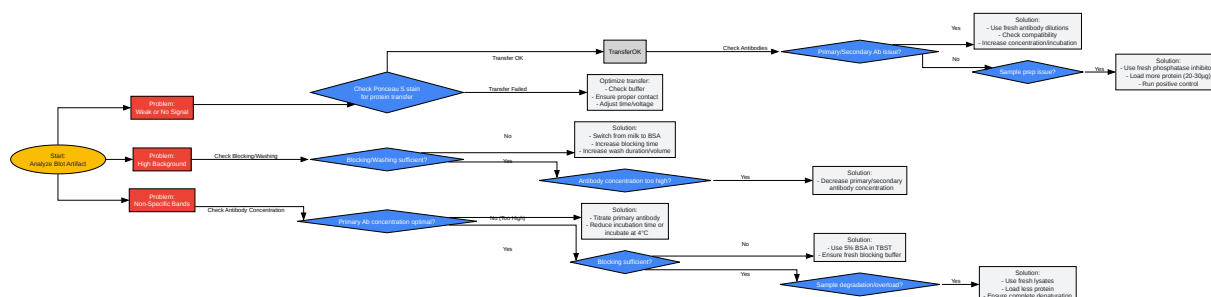 Start:
Analyze Blot Artifact
Problem:
Weak or No Signal
Problem:
High Background
Problem:
Non-Specific Bands
Check Ponceau S stain
for protein transfer
Transfer OK
TransferOK
Check Antibodies
Primary/Secondary Ab issue?
Yes
Solution:
- Use fresh antibody dilutions
- Check compatibility
- Increase concentration/incubation
No
Sample prep issue?
Yes
Solution:
- Use fresh phosphatase inhibito
- Load more protein (20-30µg)
- Run positive control
Transfer Failed
Optimize transfer:
- Check buffer
- Ensure proper contact
- Adjust time/voltage
Check Blocking/Washing
Blocking/Washing sufficient?
No
Solution:
- Switch from milk to BSA
- Increase blocking time
- Increase wash duration/volume
Yes
Antibody concentration too high?
Yes
Solution:
- Decrease primary/secondary
antibody concentration
Check Antibody Concentration
Primary Ab concentration optimal?
No (Too High)
Solution:
- Titrate primary antibody
- Reduce incubation time or
incubate at 4°C
Yes
Blocking sufficient?
No
Solution:
- Use 5% BSA in TBST
- Ensure fresh blocking buffer
Yes
Sample degradation/overload?
Yes
Solution:
- Use fresh lysates
- Load less protein
- Ensure complete denaturation